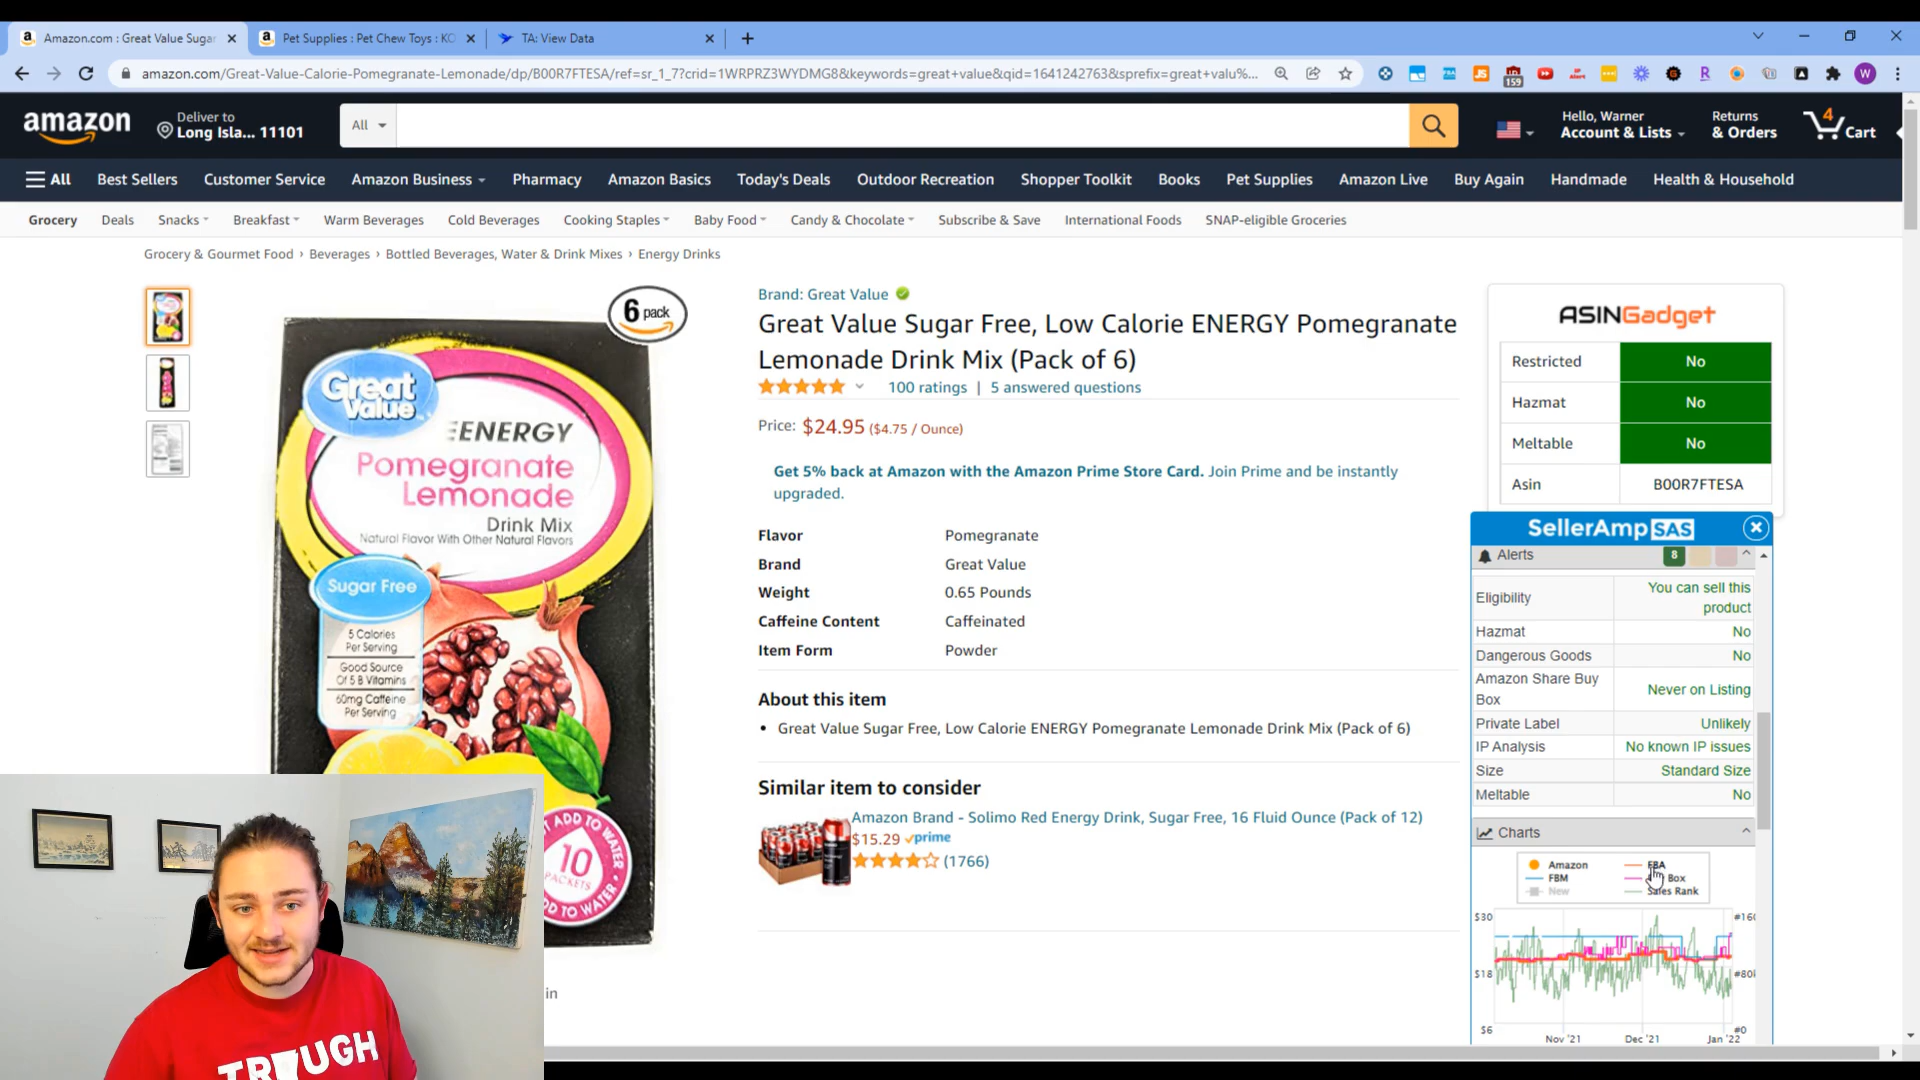 Amazon.com : Great Value Sugar
Pet Supplies : Pet Chew Toys : KO
TA: View Data
amazon.com/Great-Value-Calorie-Pomegranate-Lemonade/dp/B00R7FTESA/ref=sr_1_7?crid=1WRPRZ3WYDMG8&keywords=great+value&qid=1641242763&sprefix=great+valu%...
159
W
amazon
Deliver to
Long Isla... 11101
All
Hello, Warner
Account & Lists
Returns
& Orders
4
Cart
All
Best Sellers
Customer Service
Amazon Business
Pharmacy
Amazon Basics
Today's Deals
Outdoor Recreation
Shopper Toolkit
Books
Pet Supplies
Amazon Live
Buy Again
Handmade
Health & Household
Grocery
Deals
Snacks
Breakfast
Warm Beverages
Cold Beverages
Cooking Staples
Baby Food
Candy & Chocolate
Subscribe & Save
International Foods
SNAP-eligible Groceries
Grocery & Gourmet Food › Beverages › Bottled Beverages, Water & Drink Mixes › Energy Drinks
6 pack
Great
Value
ENERGY
Pomegranate
Lemonade
Drink Mix
Natural Flavor With Other Natural Flavors
Sugar Free
5 Calories
Per Serving
Good Source
Of 5 B Vitamins
60mg Caffeine
Per Serving
ADD TO WATER
10
PACKETS
ADD TO WATER
in
Brand: Great Value
Great Value Sugar Free, Low Calorie ENERGY Pomegranate
Lemonade Drink Mix (Pack of 6)
100 ratings | 5 answered questions
Price: $24.95 ($4.75 / Ounce)
Get 5% back at Amazon with the Amazon Prime Store Card. Join Prime and be instantly
upgraded.
Flavor Pomegranate
Brand Great Value
Weight 0.65 Pounds
Caffeine Content Caffeinated
Item Form Powder
About this item
• Great Value Sugar Free, Low Calorie ENERGY Pomegranate Lemonade Drink Mix (Pack of 6)
Similar item to consider
Amazon Brand - Solimo Red Energy Drink, Sugar Free, 16 Fluid Ounce (Pack of 12)
$15.29 prime
(1766)
ASINGadget
Restricted No
Hazmat No
Meltable No
Asin B00R7FTESA
SellerAmp SAS
Alerts 8
Eligibility You can sell this
product
Hazmat No
Dangerous Goods No
Amazon Share Buy
Box Never on Listing
Private Label Unlikely
IP Analysis No known IP issues
Size Standard Size
Meltable No
Charts
Amazon FBA
FBM Box
New Sales Rank
$30 #160
$18 #80
$6 #0
Nov '21 Dec '21 Jan '22
TROUGH